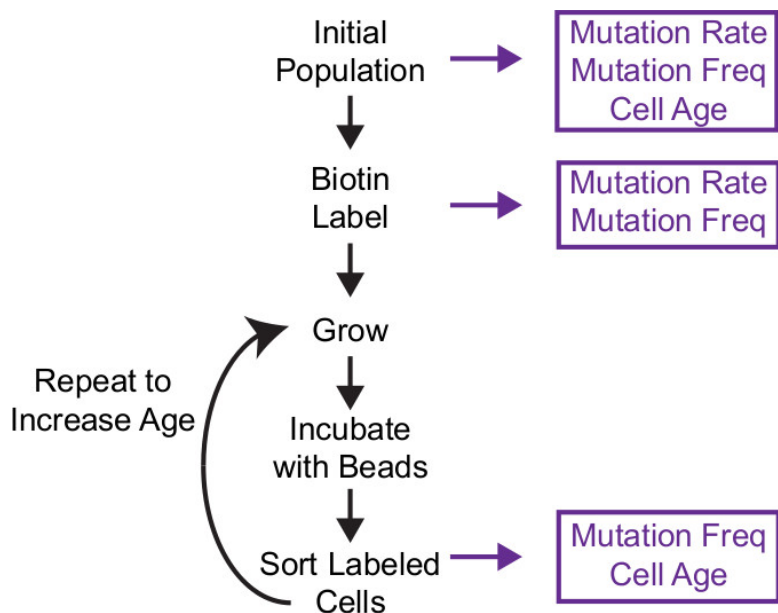 Initial
Population
Mutation Rate
Mutation Freq
Cell Age
Biotin
Label
Mutation Rate
Mutation Freq
Grow
Repeat to
Increase Age
Incubate
with Beads
Sort Labeled
Cells
Mutation Freq
Cell Age